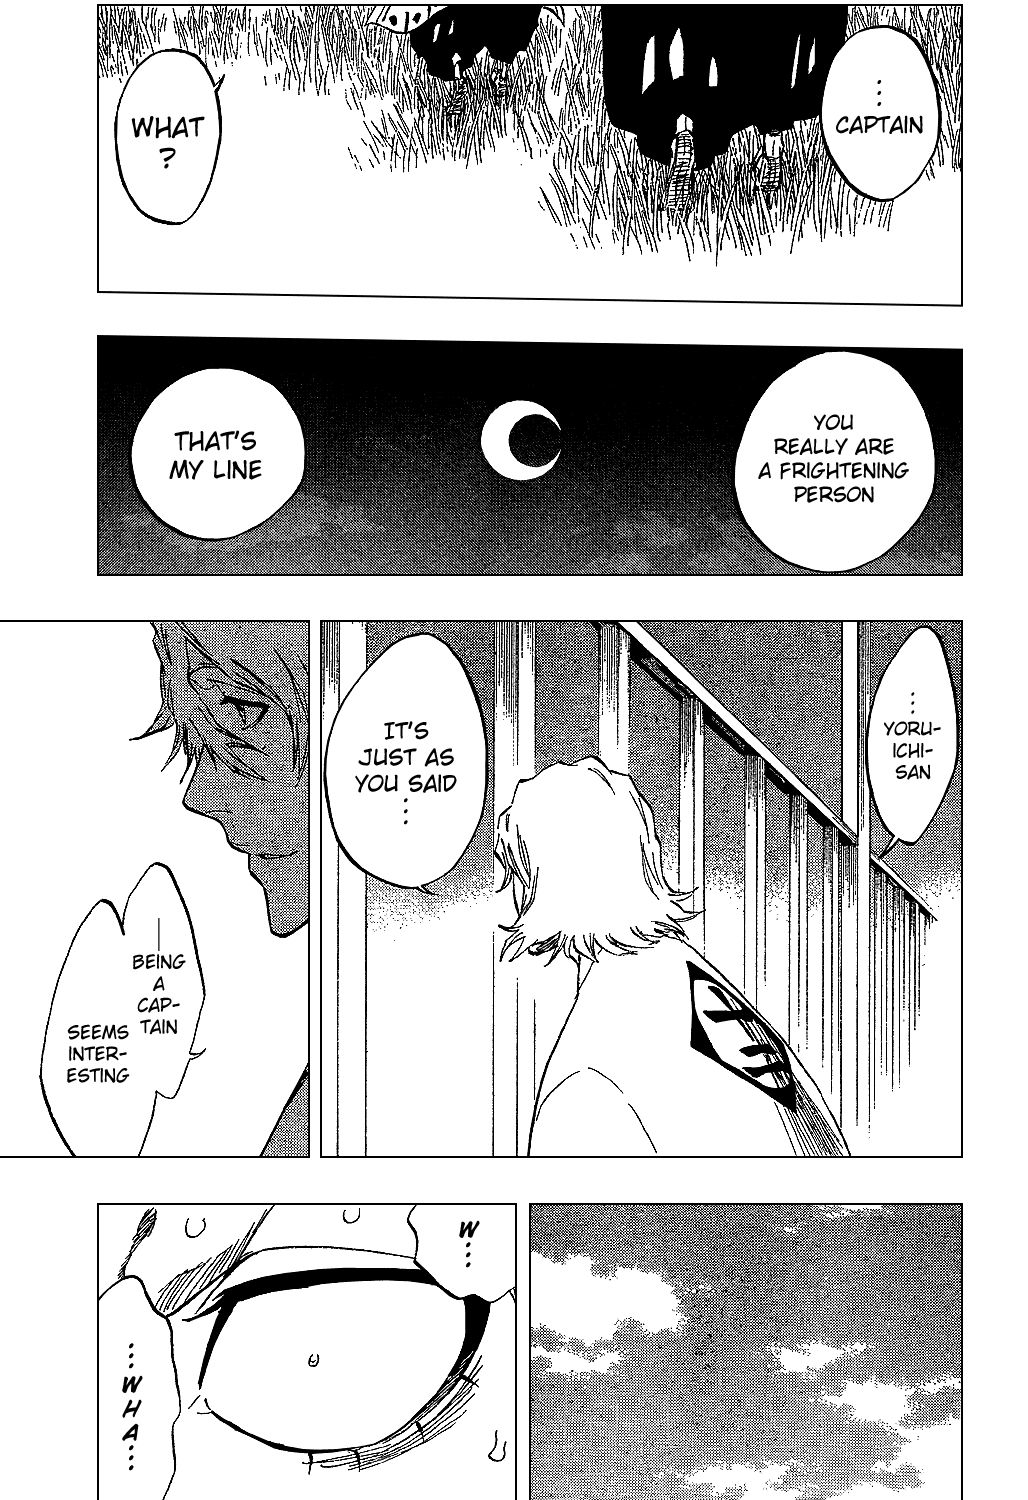 ...
CAPTAIN
WHAT
?
YOU
REALLY ARE
A FRIGHTENING
PERSON
THAT'S
MY LINE
...
YORU-
ICHI-
SAN
IT'S
JUST AS
YOU SAID
...
—
BEING
A
CAP-
TAIN
SEEMS
INTER-
ESTING
W...
...WHA...